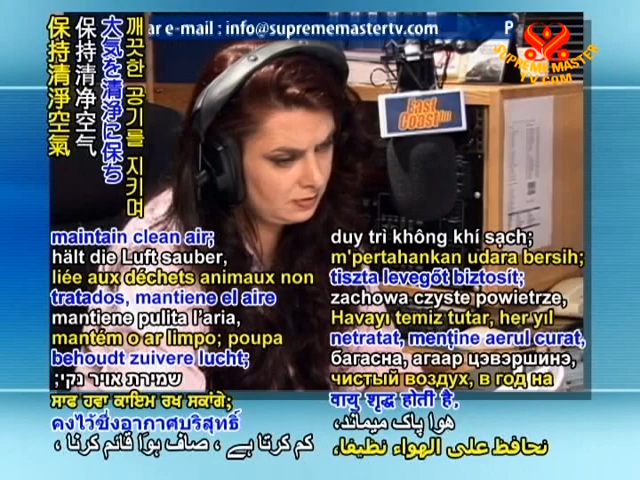 ar e-mail : info@suprememastertv.com
P
SUPREME MASTER
TV.COM
East
Coast fm
保持清淨空氣
保持清净空气
大気を清浄に保ち
깨끗한 공기를 지키며
maintain clean air;
hält die Luft sauber,
liée aux déchets animaux non
tratados, mantiene el aire
mantiene pulita l'aria,
mantém o ar limpo; poupa
behoudt zuivere lucht;
שמירת אויר נקי;
ਸਾਫ ਹਵਾ ਕਾਇਮ ਰਖ ਸਕਾਂਗੇ;
คงไว้ซึ่งอากาศบริสุทธิ์
کم کرتا ہے ، صاف ہوا قائم کرنا ،
duy trì không khí sạch;
m'pertahankan udara bersih;
tiszta levegőt biztosít;
zachowa czyste powietrze,
Havayı temiz tutar, her yıl
netratat, menține aerul curat,
багасна, агаар цэвэршинэ,
чистый воздух, в год на
वायु शुद्ध होती है.
هوا پاک میماند،
نحافظ على الهواء نظيفا،